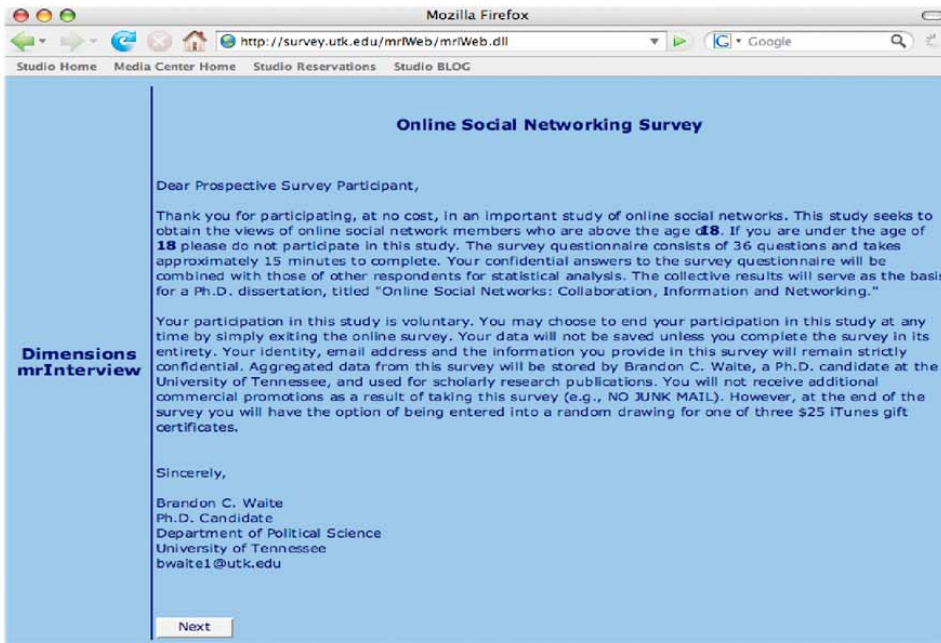 Mozilla Firefox
http://survey.utk.edu/mrIWeb/mrIWeb.dll
Google
Studio Home Media Center Home Studio Reservations Studio BLOG
Online Social Networking Survey
Dear Prospective Survey Participant,
Thank you for participating, at no cost, in an important study of online social networks. This study seeks to
obtain the views of online social network members who are above the age of 18. If you are under the age of
18 please do not participate in this study. The survey questionnaire consists of 36 questions and takes
approximately 15 minutes to complete. Your confidential answers to the survey questionnaire will be
combined with those of other respondents for statistical analysis. The collective results will serve as the basis
for a Ph.D. dissertation, titled "Online Social Networks: Collaboration, Information and Networking."
Your participation in this study is voluntary. You may choose to end your participation in this study at any
time by simply exiting the online survey. Your data will not be saved unless you complete the survey in its
entirety. Your identity, email address and the information you provide in this survey will remain strictly
confidential. Aggregated data from this survey will be stored by Brandon C. Waite, a Ph.D. candidate at the
University of Tennessee, and used for scholarly research publications. You will not receive additional
commercial promotions as a result of taking this survey (e.g., NO JUNK MAIL). However, at the end of the
survey you will have the option of being entered into a random drawing for one of three $25 iTunes gift
certificates.
Dimensions
mrInterview
Sincerely,
Brandon C. Waite
Ph.D. Candidate
Department of Political Science
University of Tennessee
bwaite1@utk.edu
Next